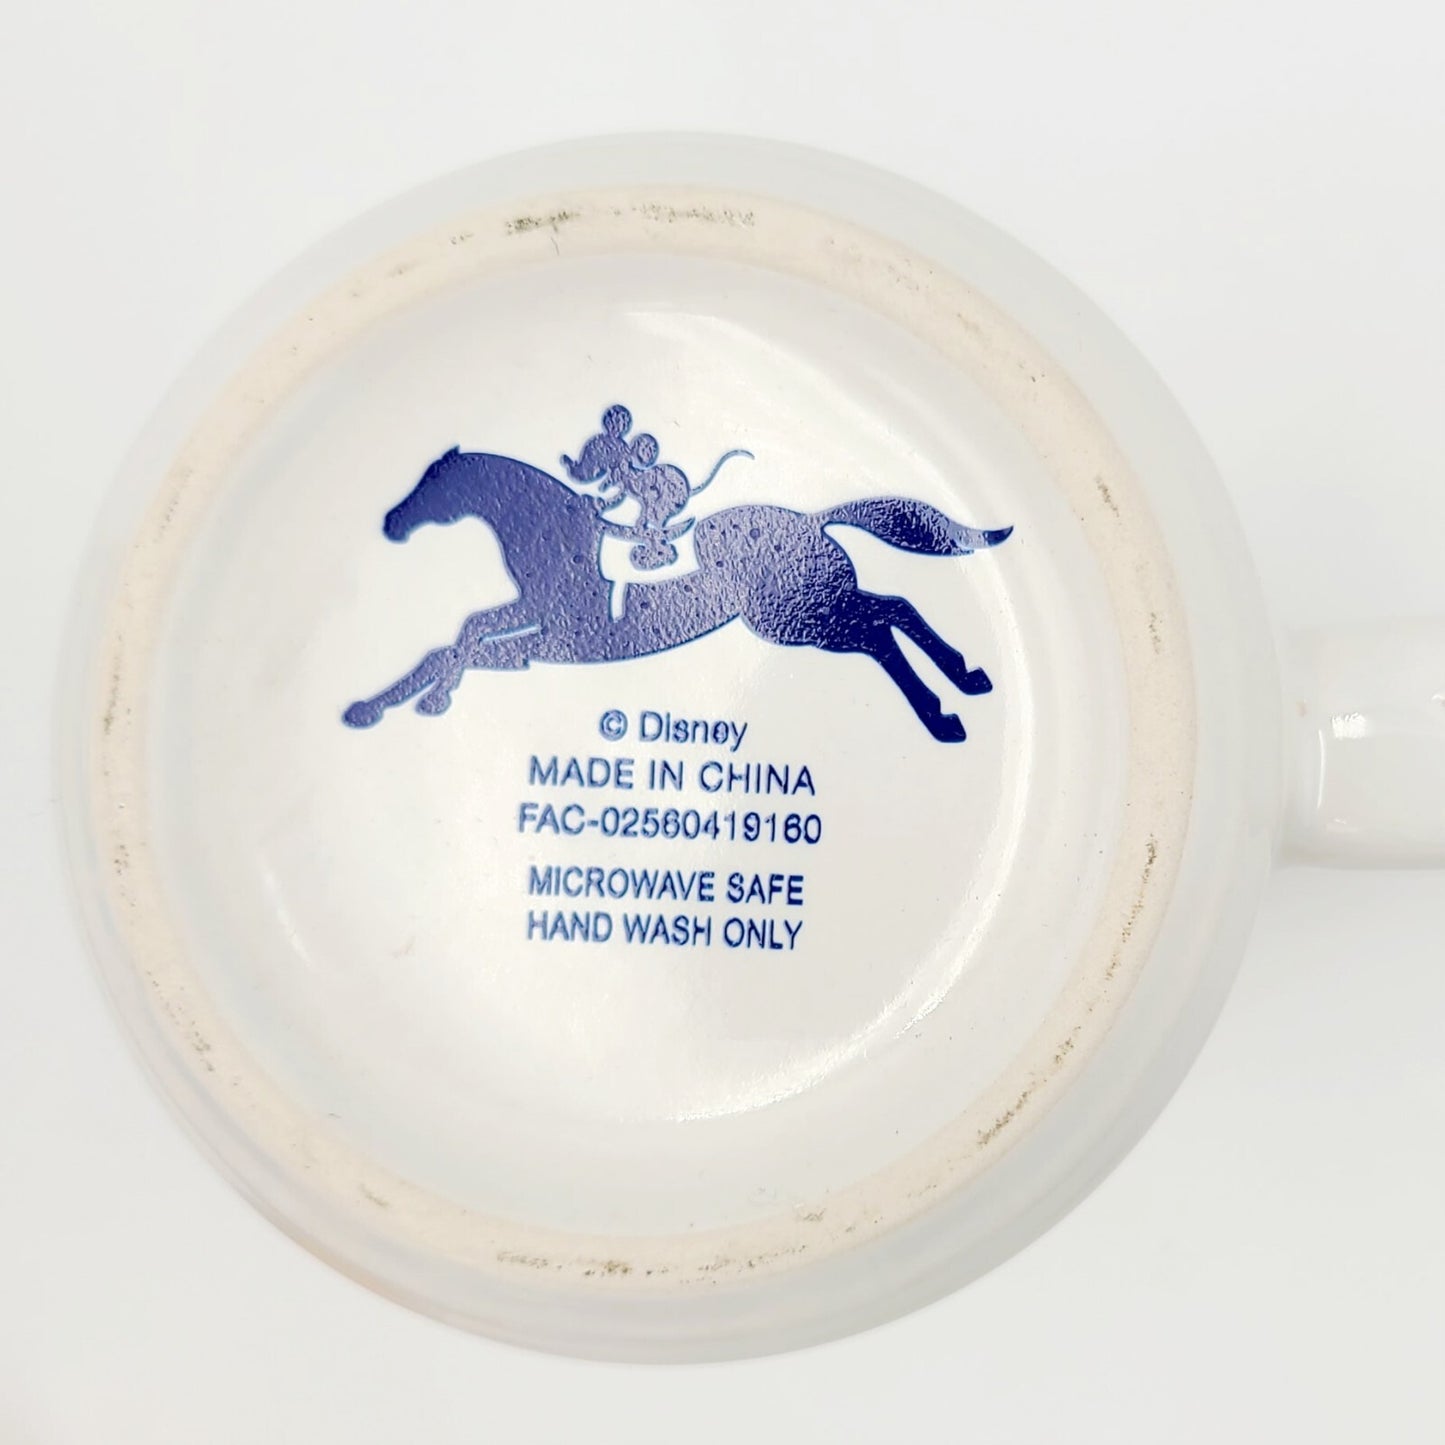 © Disney
MADE IN CHINA
FAC-02560419160
MICROWAVE SAFE
HAND WASH ONLY